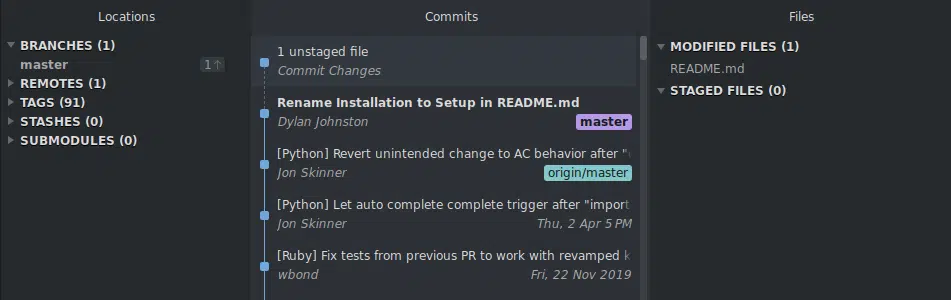 Locations
BRANCHES (1)
master 1↑
REMOTES (1)
TAGS (91)
STASHES (0)
SUBMODULES (0)
Commits
1 unstaged file
Commit Changes
Rename Installation to Setup in README.md
Dylan Johnston master
[Python] Revert unintended change to AC behavior after "
Jon Skinner origin/master
[Python] Let auto complete complete trigger after "import
Jon Skinner Thu, 2 Apr 5 PM
[Ruby] Fix tests from previous PR to work with revamped k
wbond Fri, 22 Nov 2019
Files
MODIFIED FILES (1)
README.md
STAGED FILES (0)